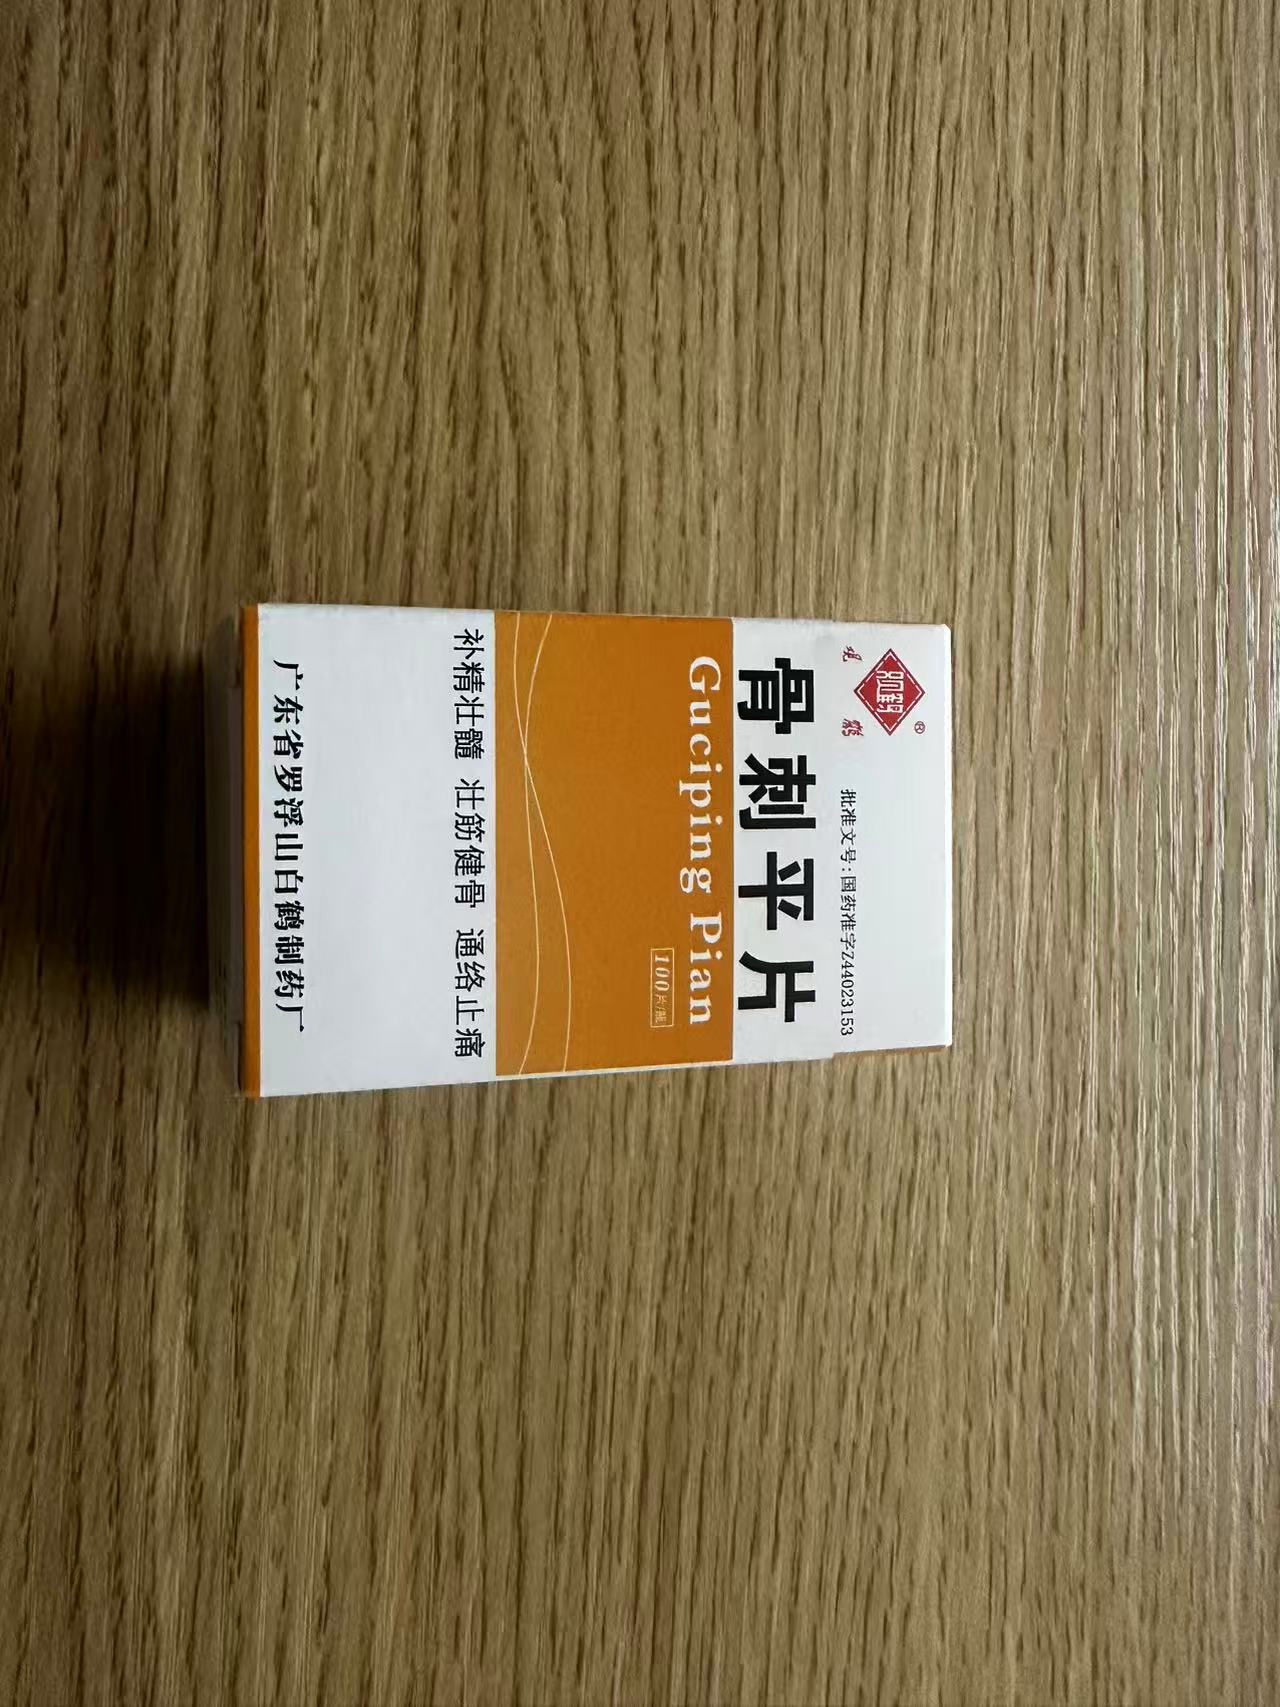 ®
观鹤
批准文号:国药准字Z44023153
骨刺平片
Guciping Pian
100片/瓶
补精壮髓 壮筋健骨 通络止痛
广东省罗浮山白鹤制药厂